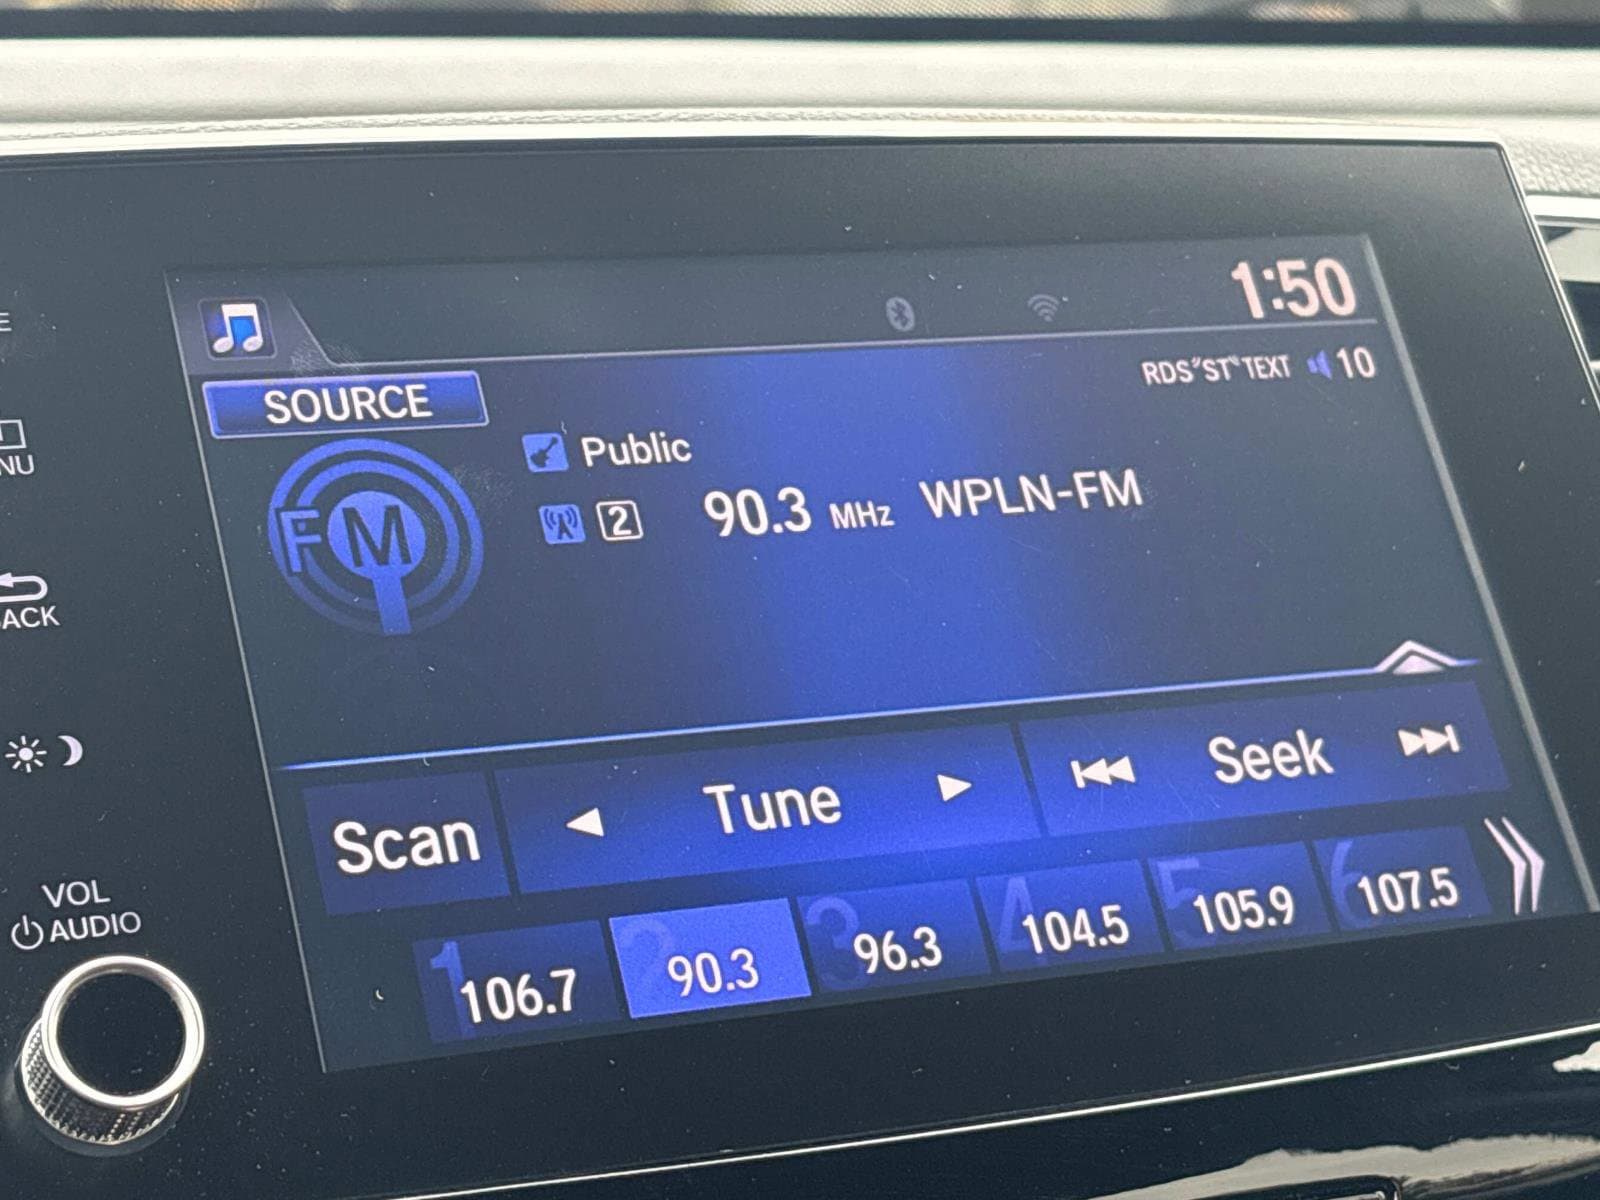 1:50
RDS ST TEXT 10
SOURCE
Public
FM
2 90.3 MHz WPLN-FM
NU
ACK
Scan Tune Seek
VOL
AUDIO
1 106.7 2 90.3 3 96.3 4 104.5 5 105.9 6 107.5